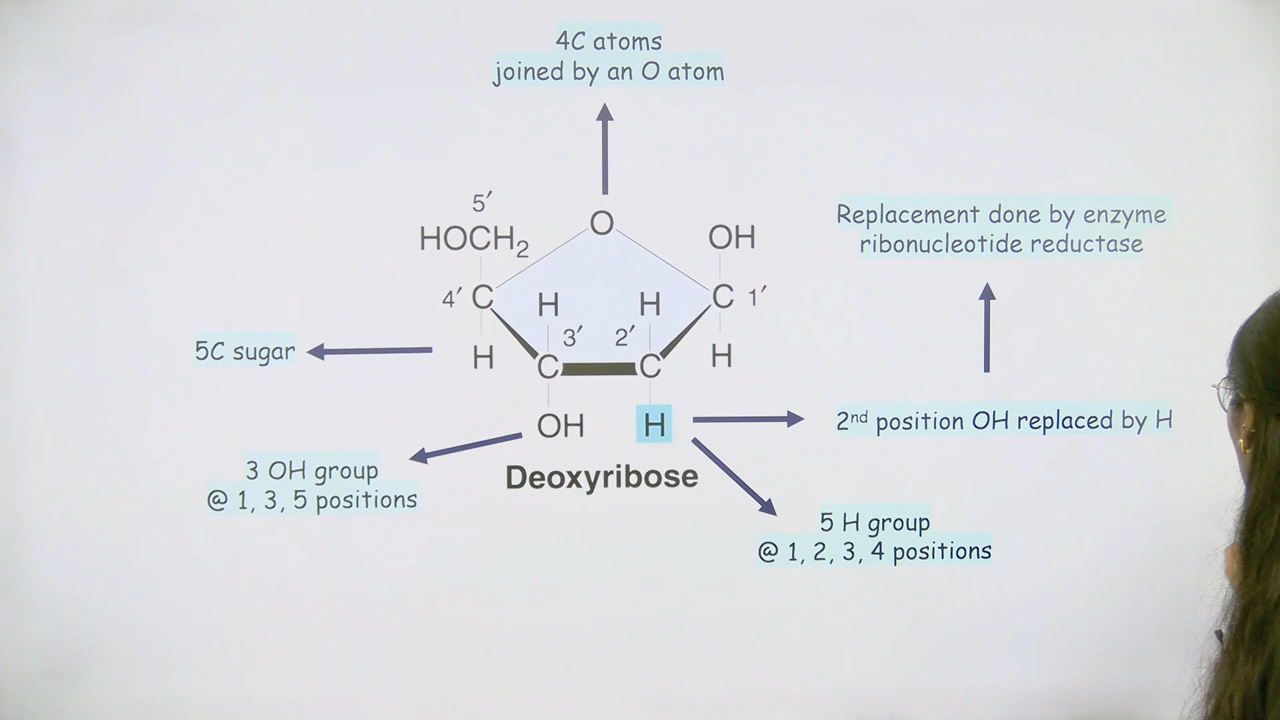 4C atoms
joined by an O atom
5′
HOCH₂
O
OH
Replacement done by enzyme
ribonucleotide reductase
4′ C
H
H
C 1′
3′
2′
5C sugar
H
C
C
H
OH
H
2nd position OH replaced by H
3 OH group
@ 1, 3, 5 positions
Deoxyribose
5 H group
@ 1, 2, 3, 4 positions